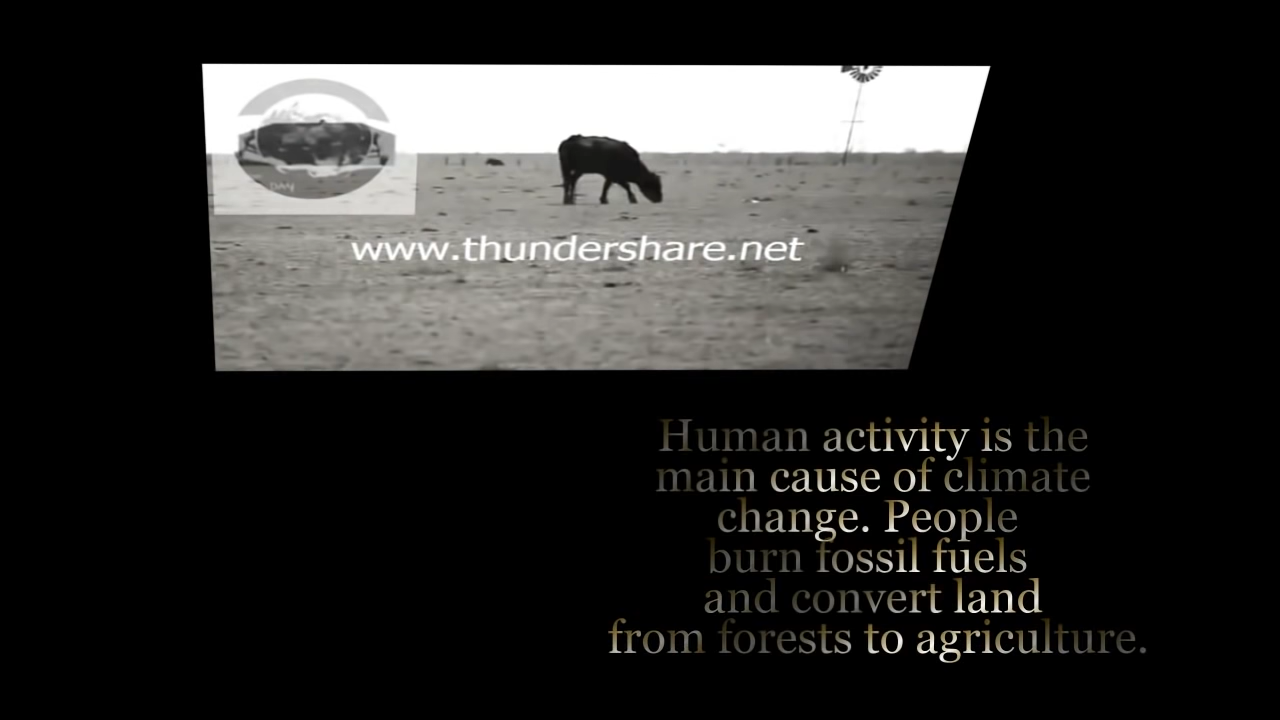 DAY
www.thundershare.net
Human activity is the
main cause of climate
change. People
burn fossil fuels
and convert land
from forests to agriculture.